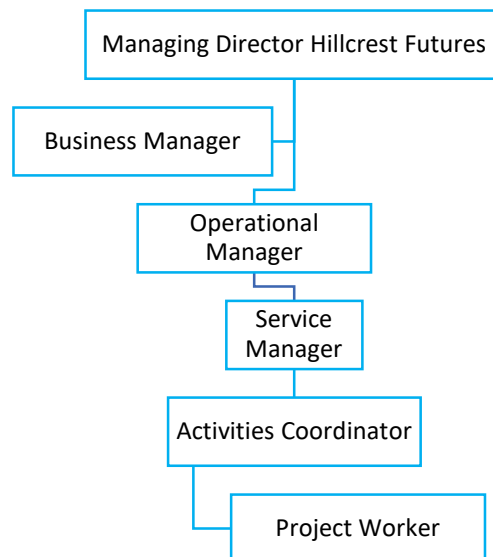 Managing Director Hillcrest Futures
Business Manager
Operational
Manager
Service
Manager
Activities Coordinator
Project Worker